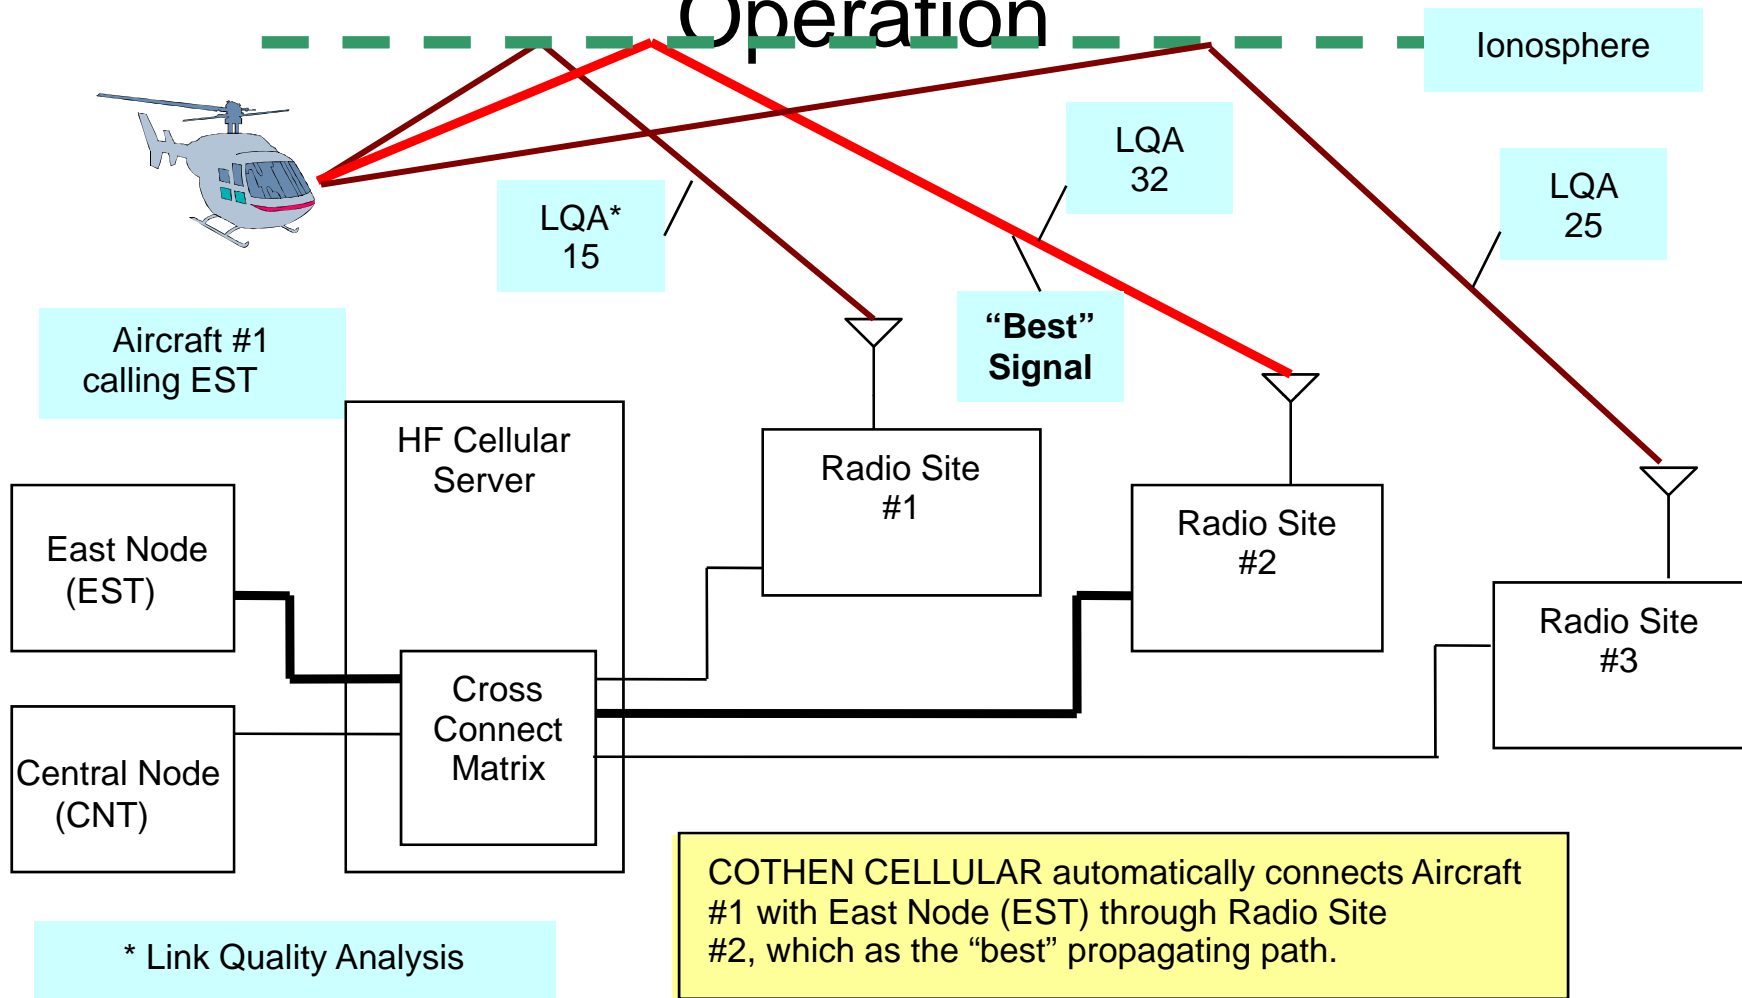 Operation
Ionosphere
LQA
32
LQA
25
LQA*
15
“Best”
Signal
Aircraft #1
calling EST
HF Cellular
Server
Radio Site
#1
Radio Site
#2
Radio Site
#3
East Node
(EST)
Cross
Connect
Matrix
Central Node
(CNT)
COTHEN CELLULAR automatically connects Aircraft
#1 with East Node (EST) through Radio Site
#2, which as the “best” propagating path.
* Link Quality Analysis